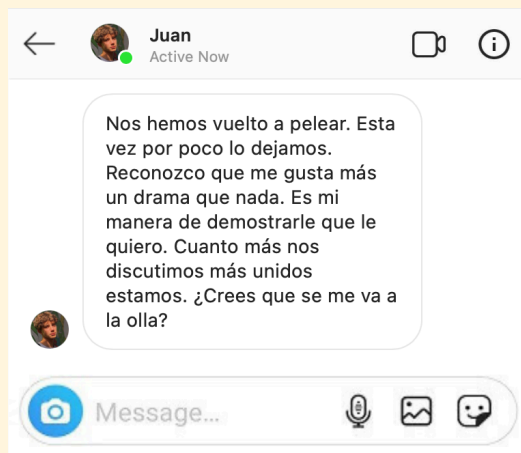 Juan
Active Now
Nos hemos vuelto a pelear. Esta
vez por poco lo dejamos.
Reconozco que me gusta más
un drama que nada. Es mi
manera de demostrarle que le
quiero. Cuanto más nos
discutimos más unidos
estamos. ¿Crees que se me va a
la olla?
Message...